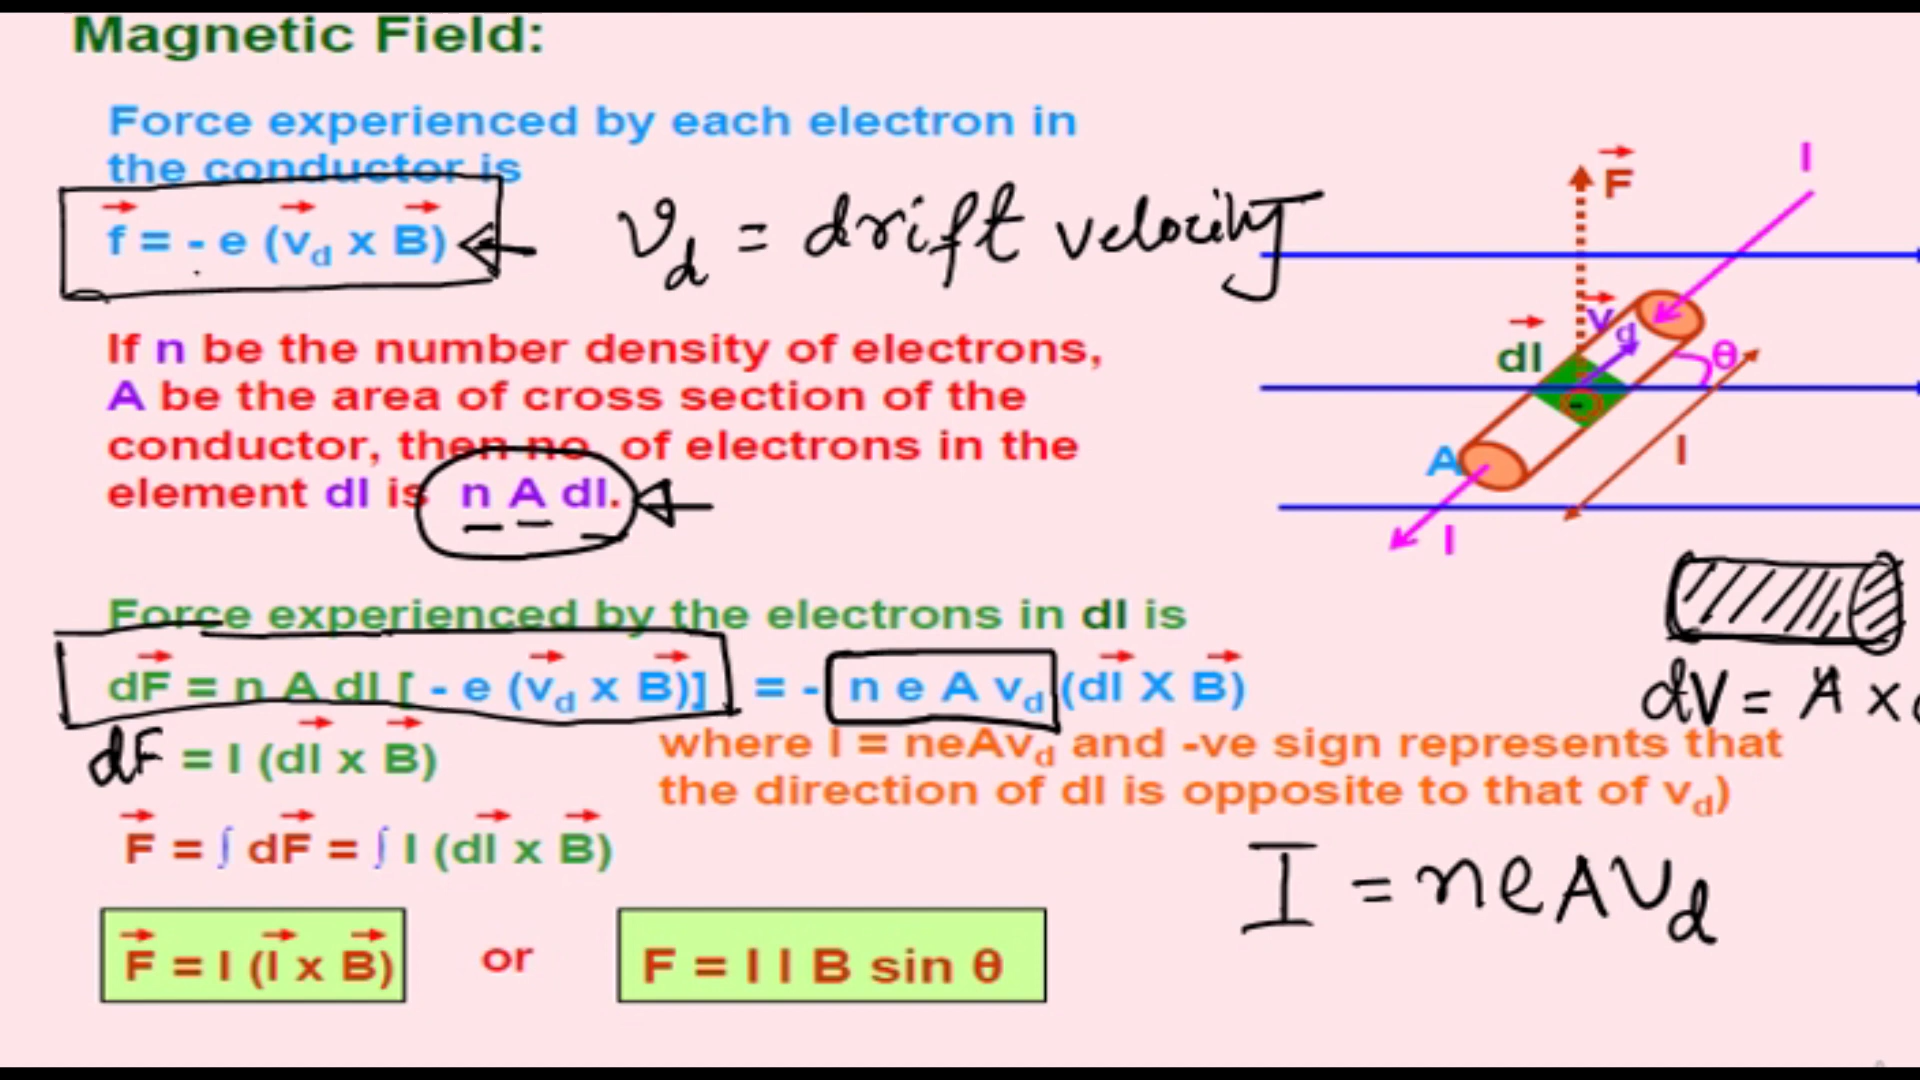 Magnetic Field:
Force experienced by each electron in
the conductor is
f = - e (vd x B)
vd = drift velocity
If n be the number density of electrons,
A be the area of cross section of the
conductor, then no. of electrons in the
element dl is n A dl.
Force experienced by the electrons in dl is
dF = n A dl [ - e (vd x B)] = - n e A vd (dl X B)
dF = I (dl x B)
where I = neAvd and -ve sign represents that
the direction of dl is opposite to that of vd)
F = ∫ dF = ∫ I (dl x B)
F = I (l x B) or F = I l B sin θ
I = neAvd
F
I
vd
dl
θ
A
l
I
dV = A x